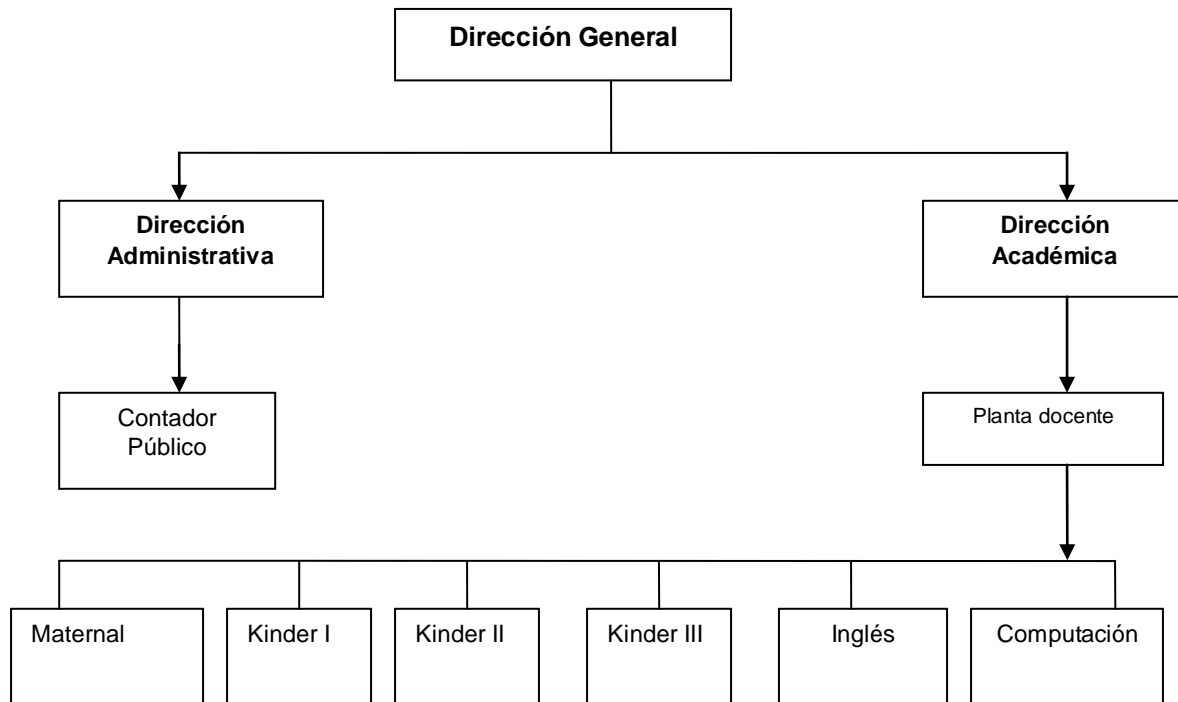 Dirección General
Dirección
Administrativa
Dirección
Académica
Contador
Público
Planta docente
Maternal
Kinder I
Kinder II
Kinder III
Inglés
Computación